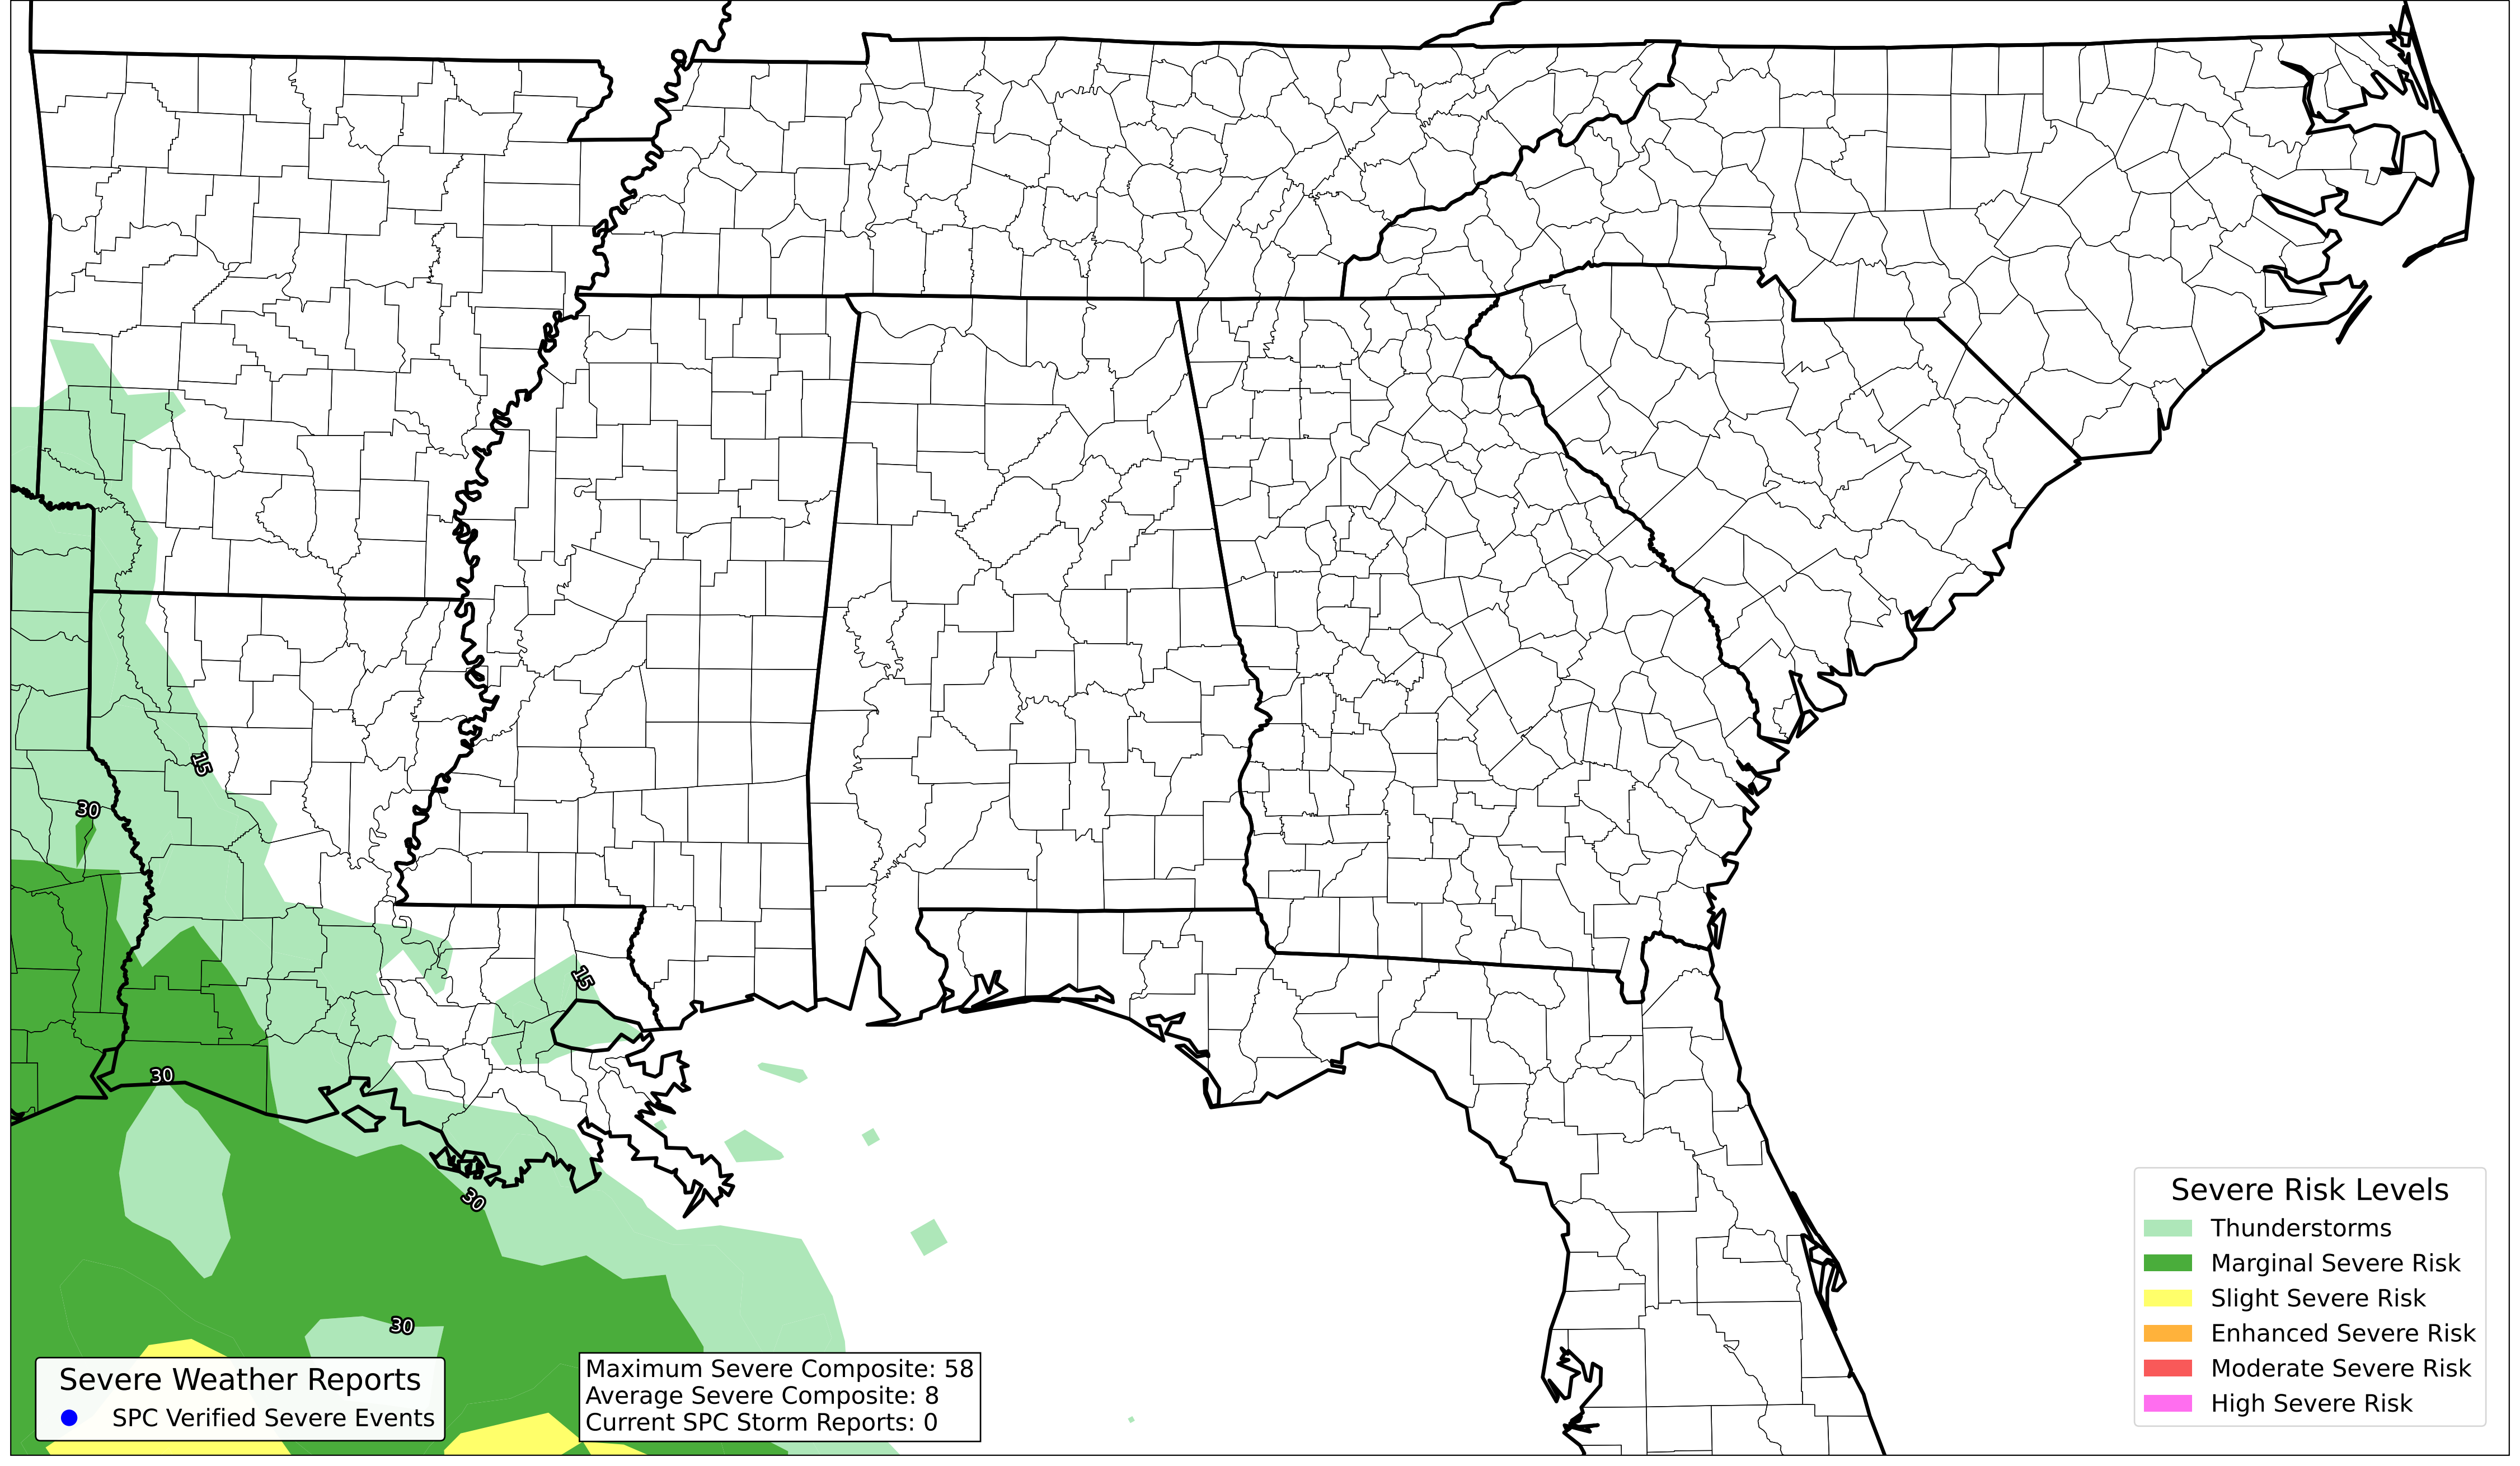 15
30
15
30
30
30
Severe Weather Reports
SPC Verified Severe Events
Maximum Severe Composite: 58
Average Severe Composite: 8
Current SPC Storm Reports: 0
Severe Risk Levels
Thunderstorms
Marginal Severe Risk
Slight Severe Risk
Enhanced Severe Risk
Moderate Severe Risk
High Severe Risk